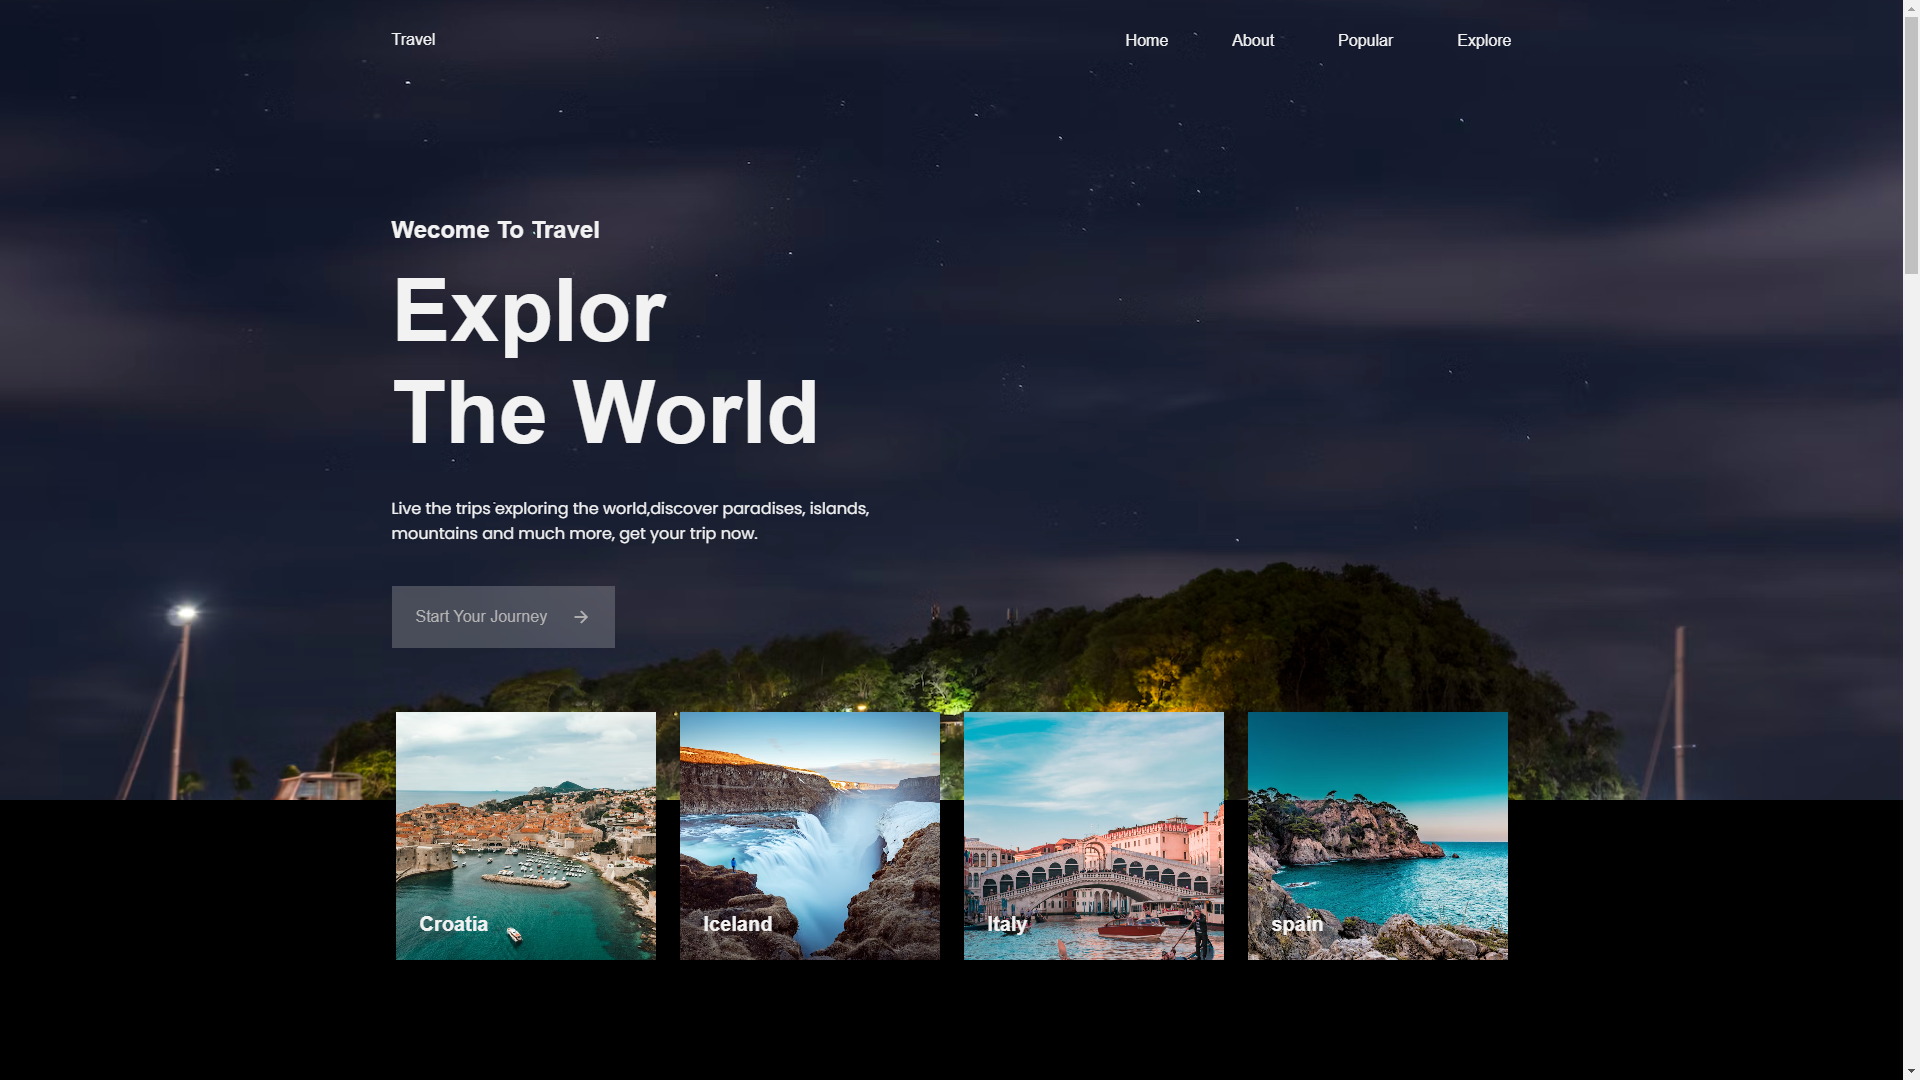 Travel
Home About Popular Explore
Wecome To Travel
Explor
The World
Live the trips exploring the world,discover paradises, islands,
mountains and much more, get your trip now.
Start Your Journey
Croatia
Iceland
Italy
spain